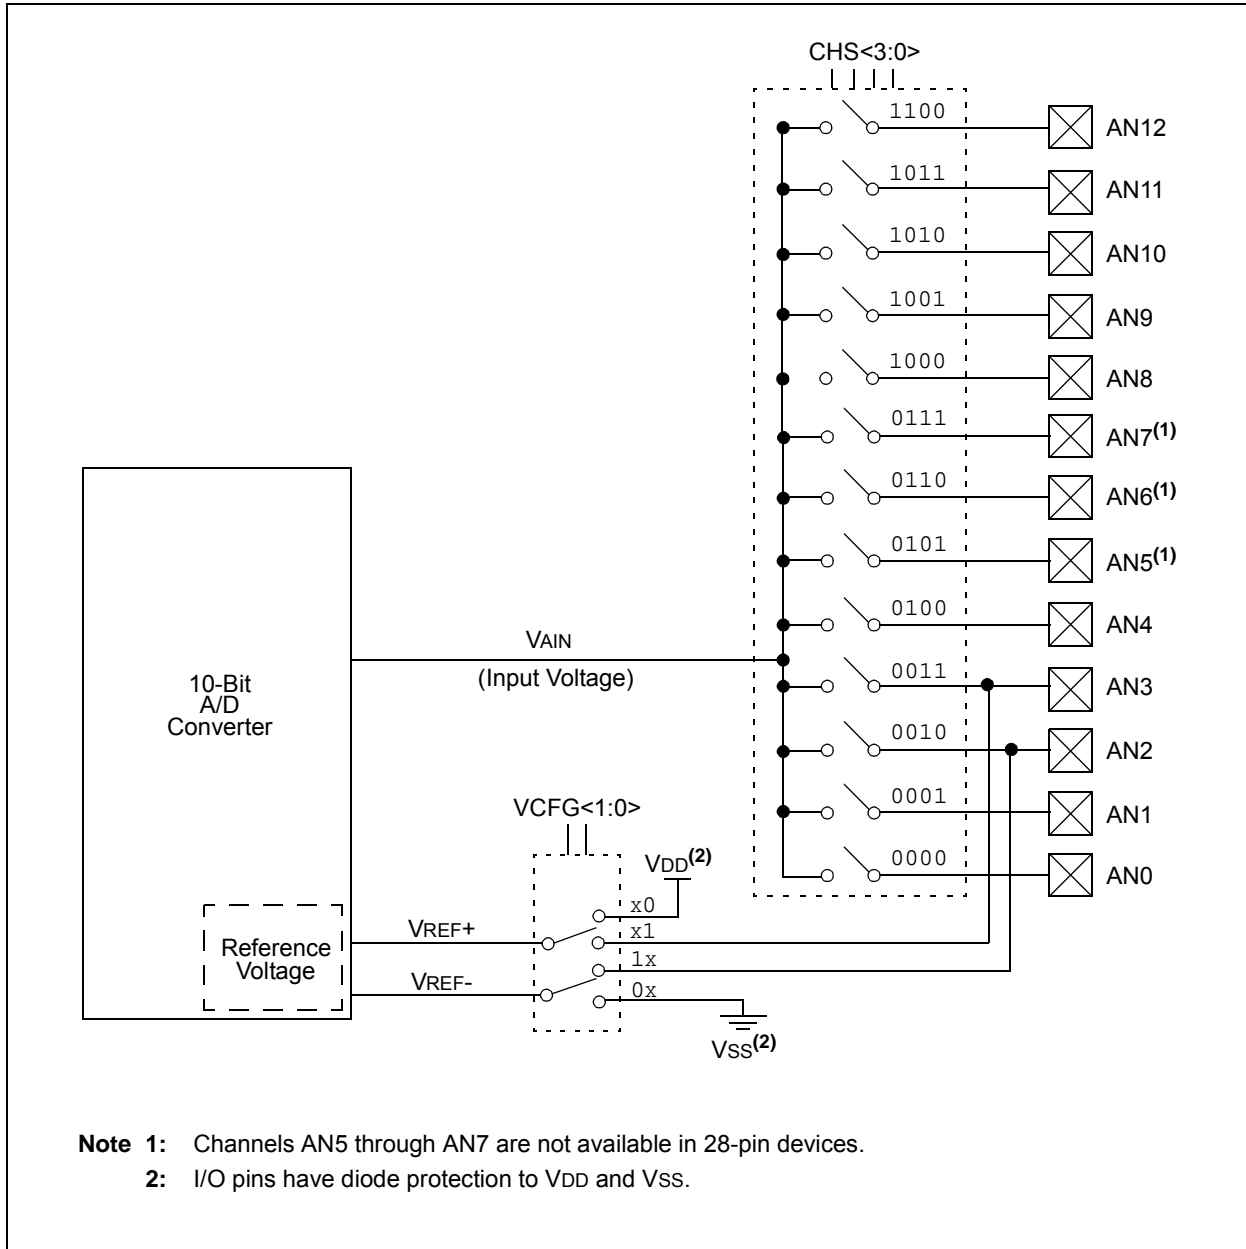 CHS<3:0>
1100
AN12
1011
AN11
1010
AN10
1001
AN9
1000
AN8
0111
AN7(1)
0110
AN6(1)
0101
AN5(1)
0100
AN4
VAIN
(Input Voltage)
0011
AN3
10-Bit
A/D
Converter
0010
AN2
VCFG<1:0>
0001
AN1
VDD(2)
0000
AN0
x0
VREF+
x1
Reference
Voltage
1x
VREF-
0x
VSS(2)
Note 1: Channels AN5 through AN7 are not available in 28-pin devices.
2: I/O pins have diode protection to VDD and VSS.